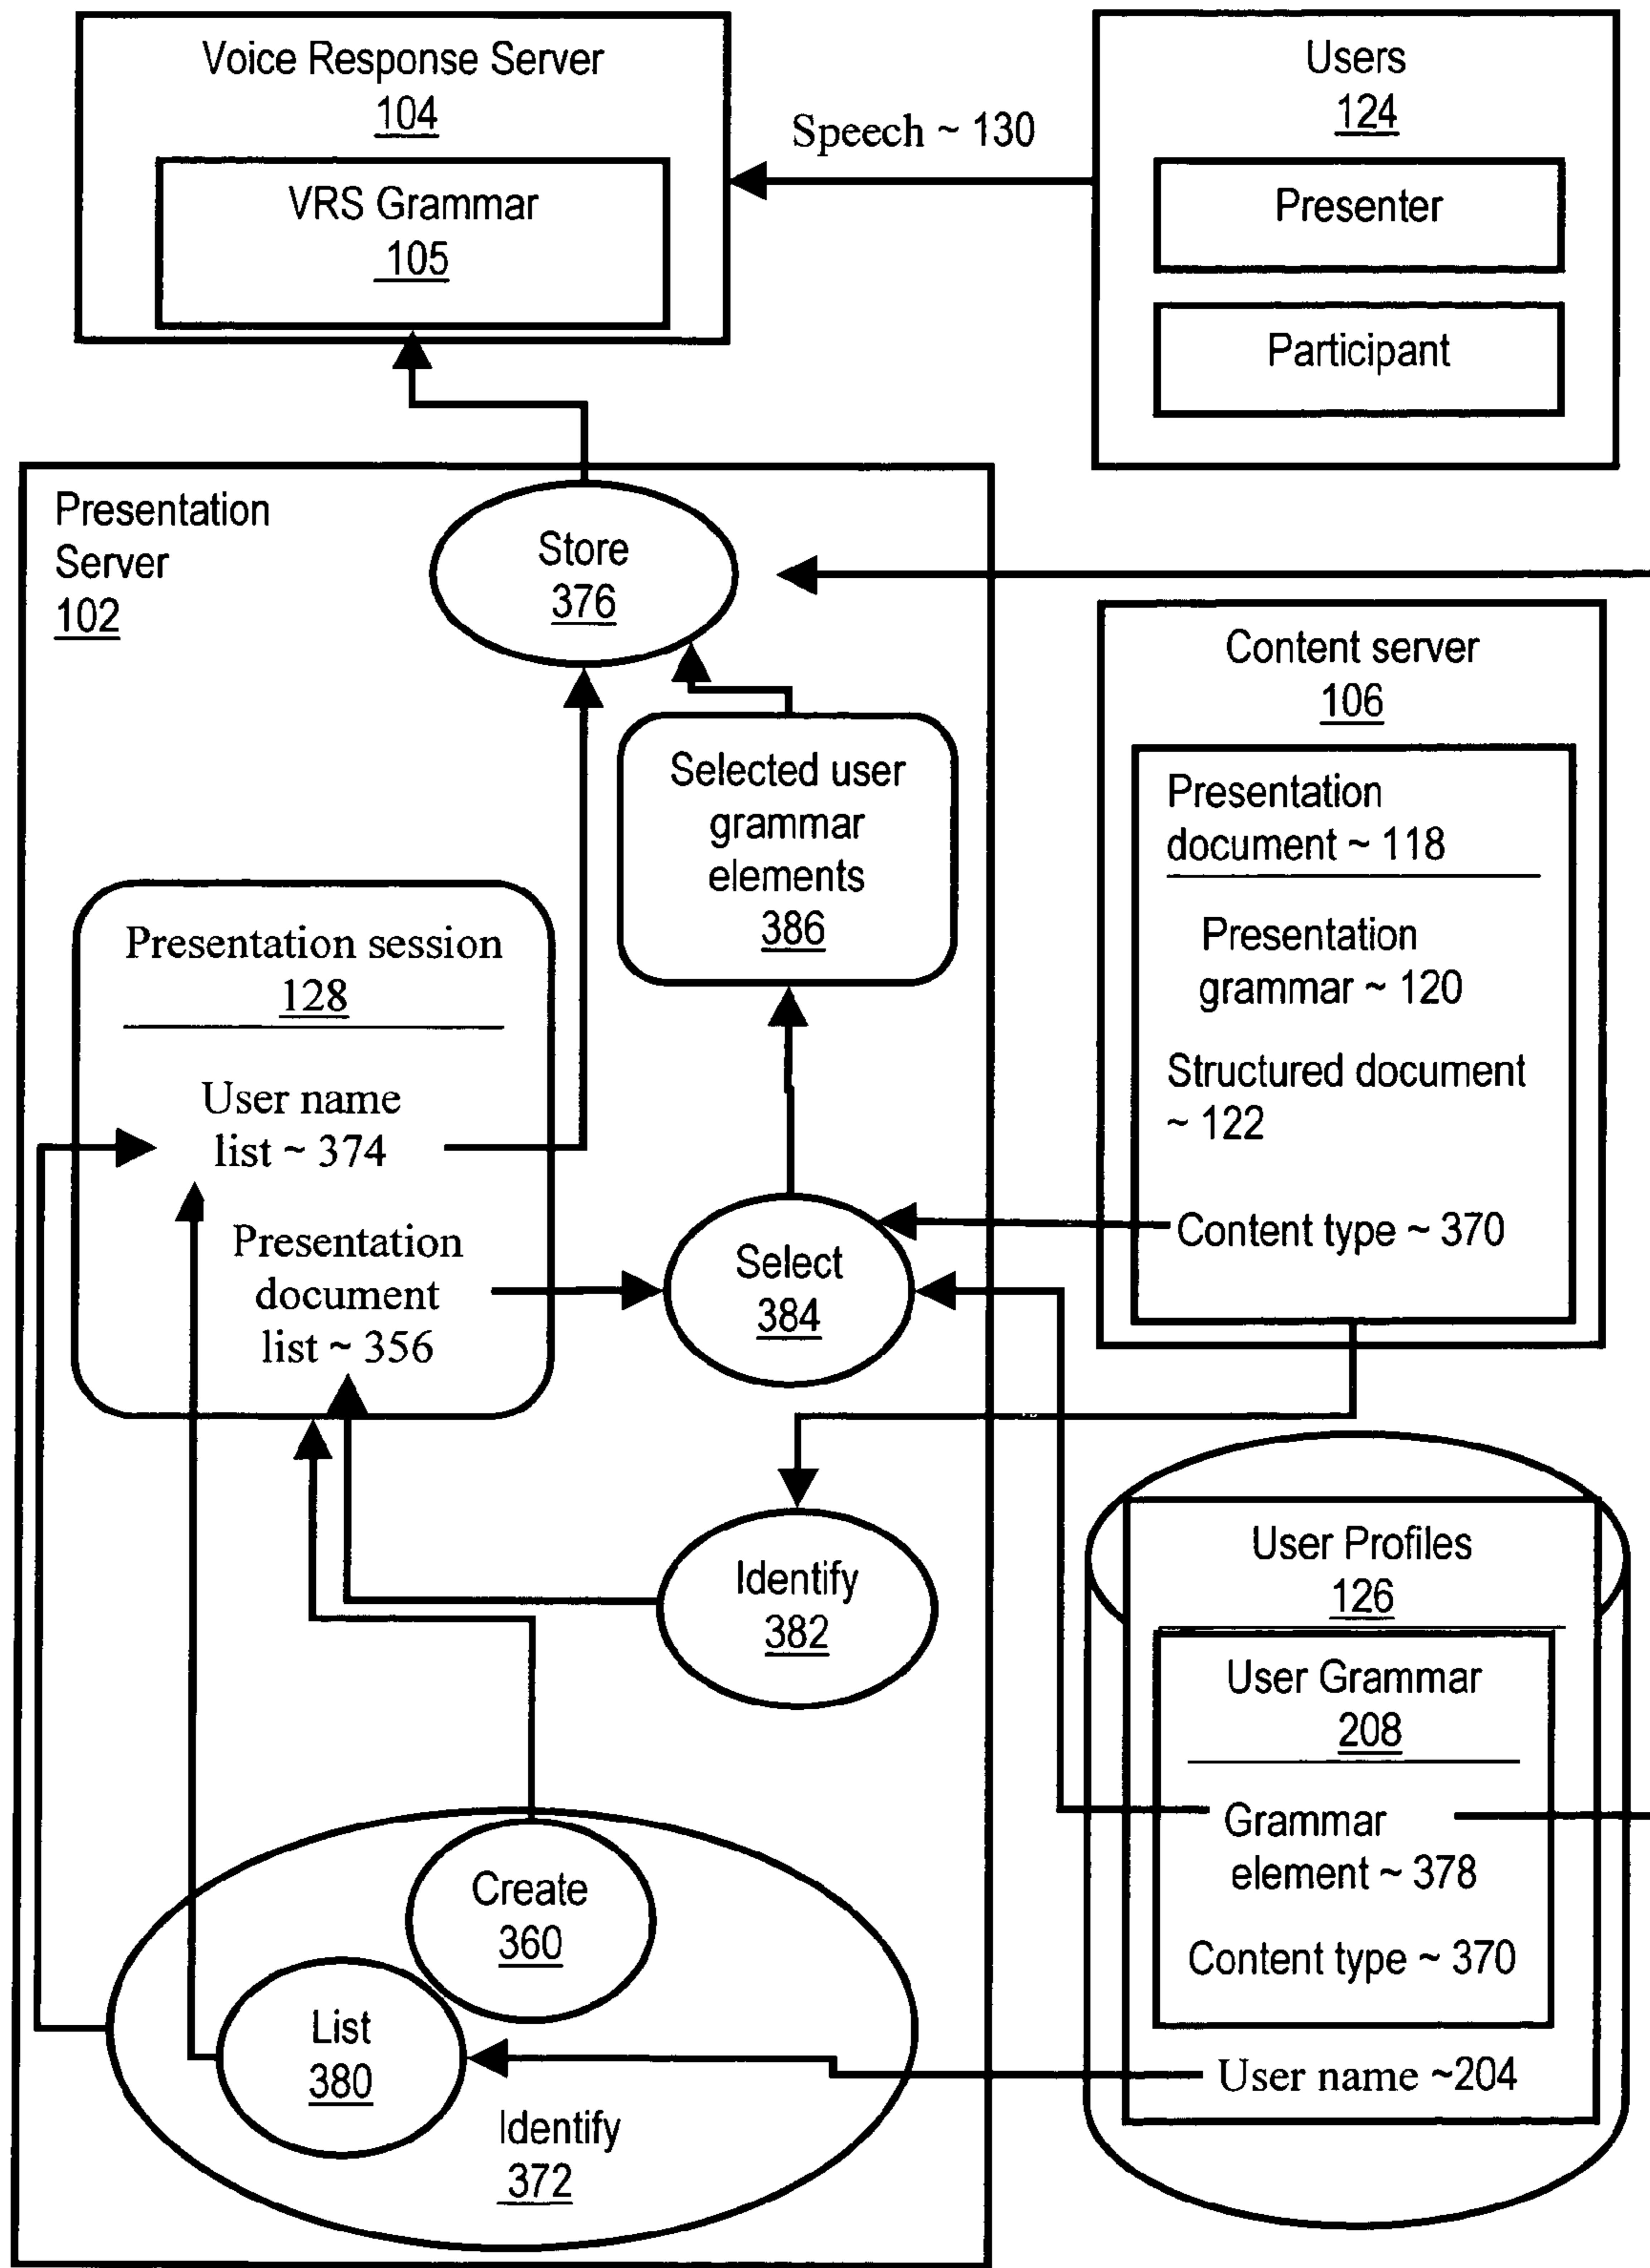 Voice Response Server
104
VRS Grammar
105
Speech ~ 130
Users
124
Presenter
Participant
Presentation
Server
102
Store
376
Selected user
grammar
elements
386
Presentation session
128
User name
list ~ 374
Presentation
document
list ~ 356
Select
384
Identify
382
Create
360
List
380
Identify
372
Content server
106
Presentation
document ~ 118
Presentation
grammar ~ 120
Structured document
~ 122
Content type ~ 370
User Profiles
126
User Grammar
208
Grammar
element ~ 378
Content type ~ 370
User name ~204